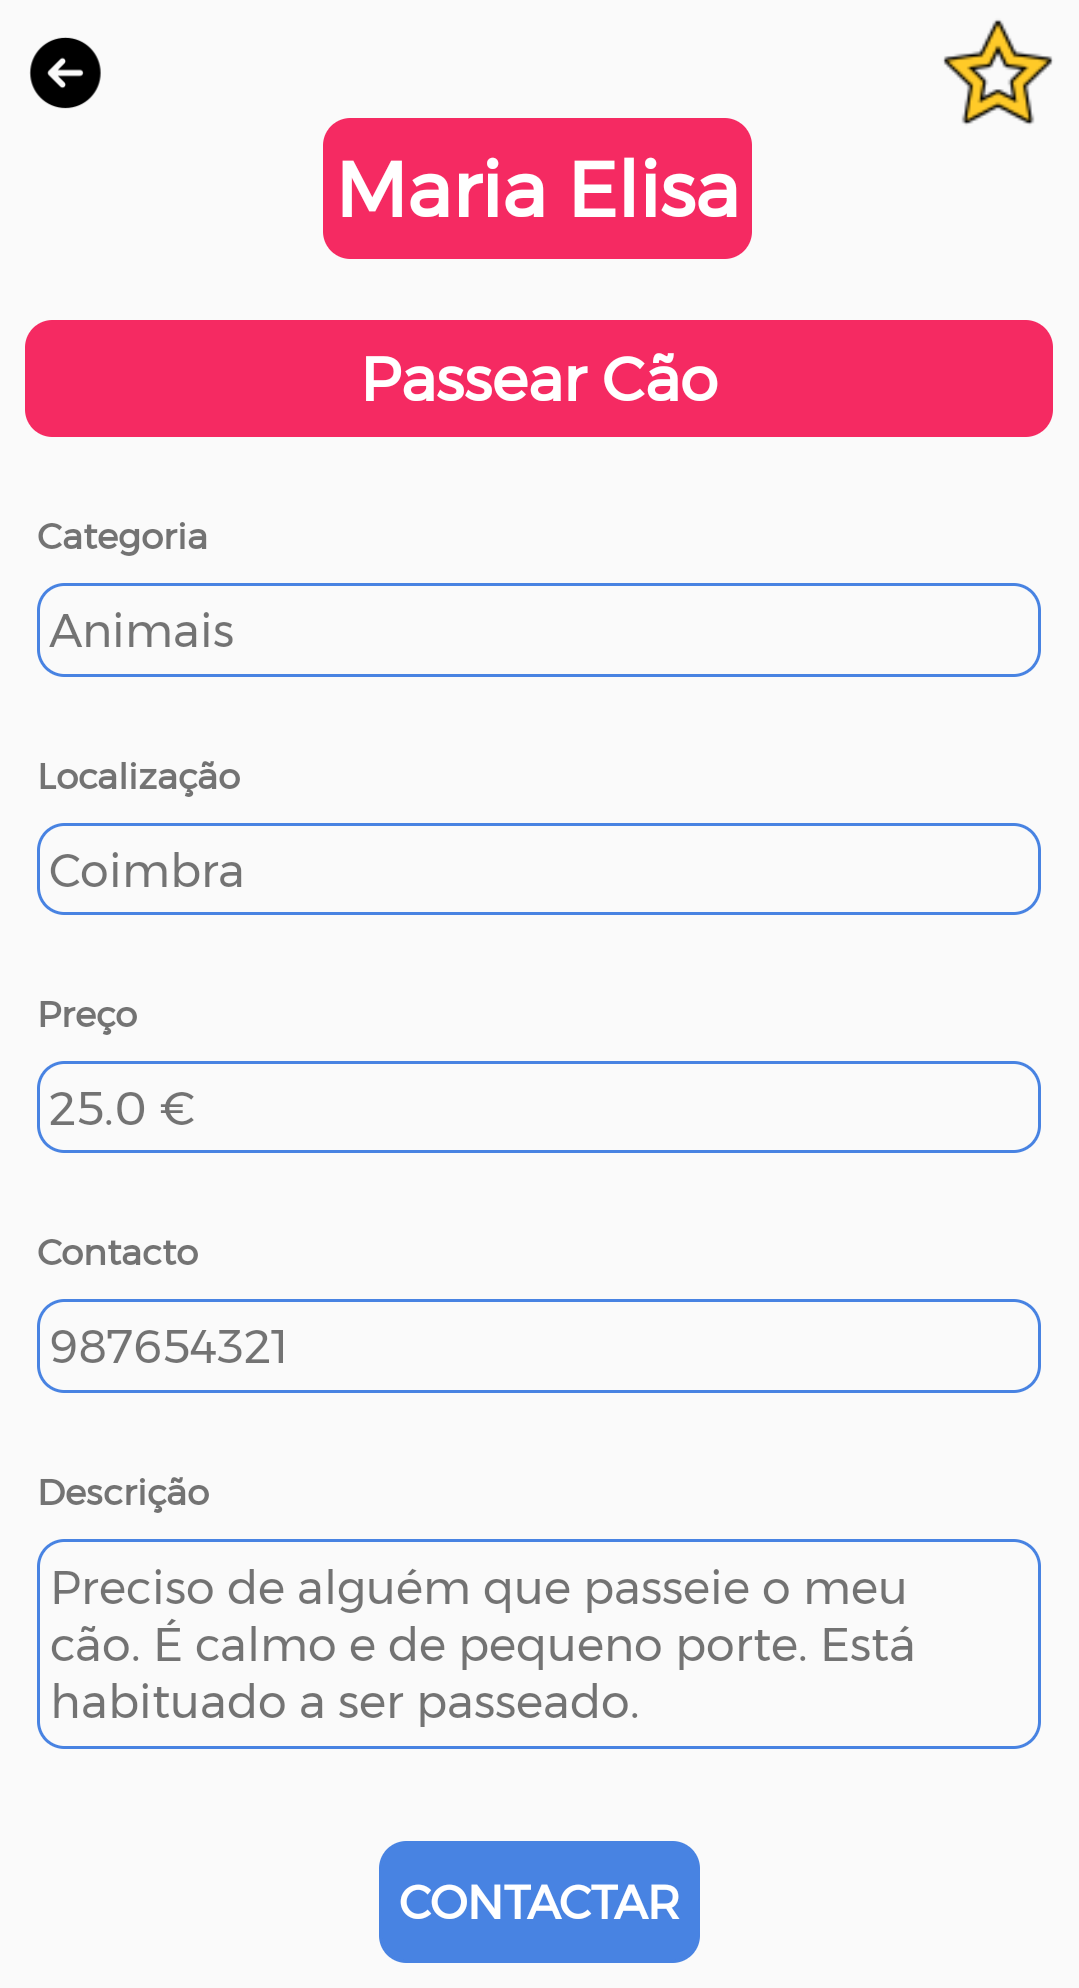 Maria Elisa
Passear Cão
Categoria
Animais
Localização
Coimbra
Preço
25.0 €
Contacto
987654321
Descrição
Preciso de alguém que passeie o meu
cão. É calmo e de pequeno porte. Está
habituado a ser passeado.
CONTACTAR